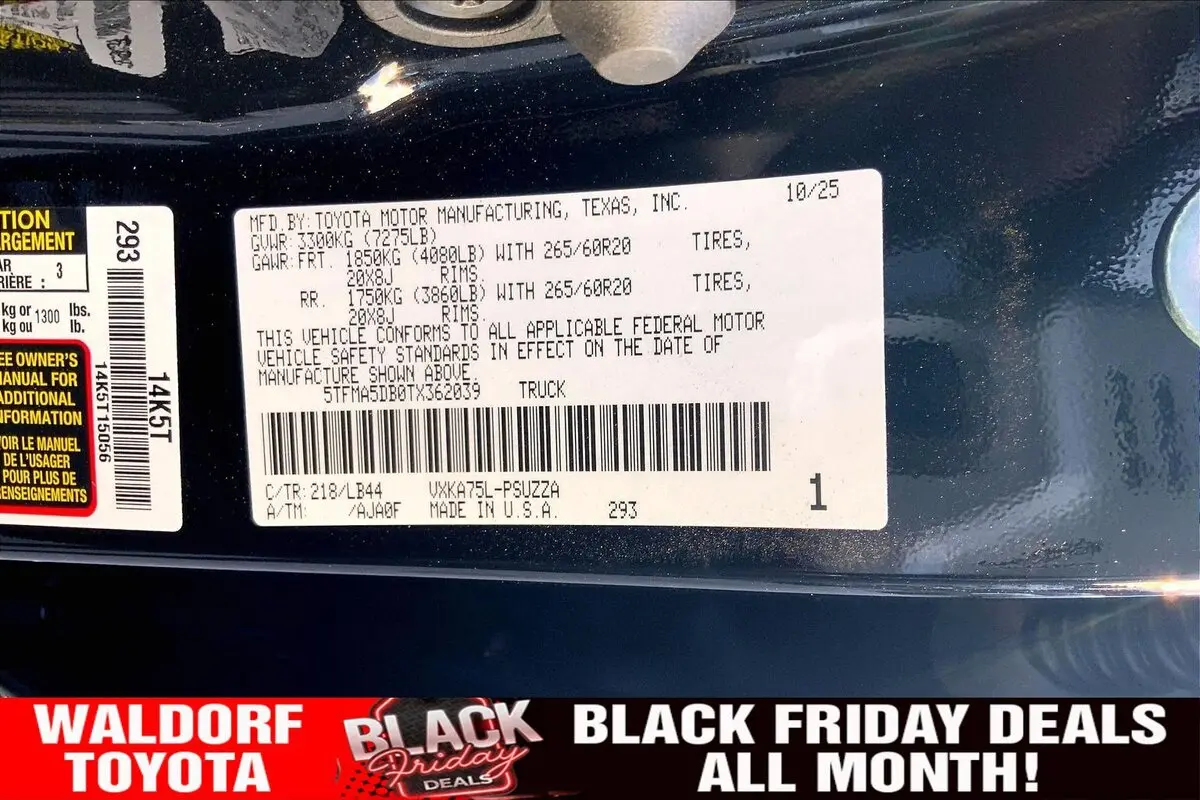 TION
RGEMENT
AR
RIÈRE : 3
kg or 1300 lbs.
kg ou lb.
EE OWNER'S
MANUAL FOR
ADDITIONAL
NFORMATION
OIR LE MANUEL
DE L'USAGER
POUR PLUS DE
ENSEIGNEMENTS
293
14K5T
14K5T15056
MFD. BY: TOYOTA MOTOR MANUFACTURING, TEXAS, INC. 10/25
GVWR: 3300KG (7275LB)
GAWR: FRT. 1850KG (4080LB) WITH 265/60R20 TIRES,
20X8J RIMS.
RR. 1750KG (3860LB) WITH 265/60R20 TIRES,
20X8J RIMS.
THIS VEHICLE CONFORMS TO ALL APPLICABLE FEDERAL MOTOR
VEHICLE SAFETY STANDARDS IN EFFECT ON THE DATE OF
MANUFACTURE SHOWN ABOVE.
5TFMA5DB0TX362039 TRUCK
C/TR: 218/LB44 VXKA75L-PSUZZA
A/TM: /AJA0F MADE IN U.S.A. 293
1
WALDORF
TOYOTA
BLACK
Friday
DEALS
BLACK FRIDAY DEALS
ALL MONTH!